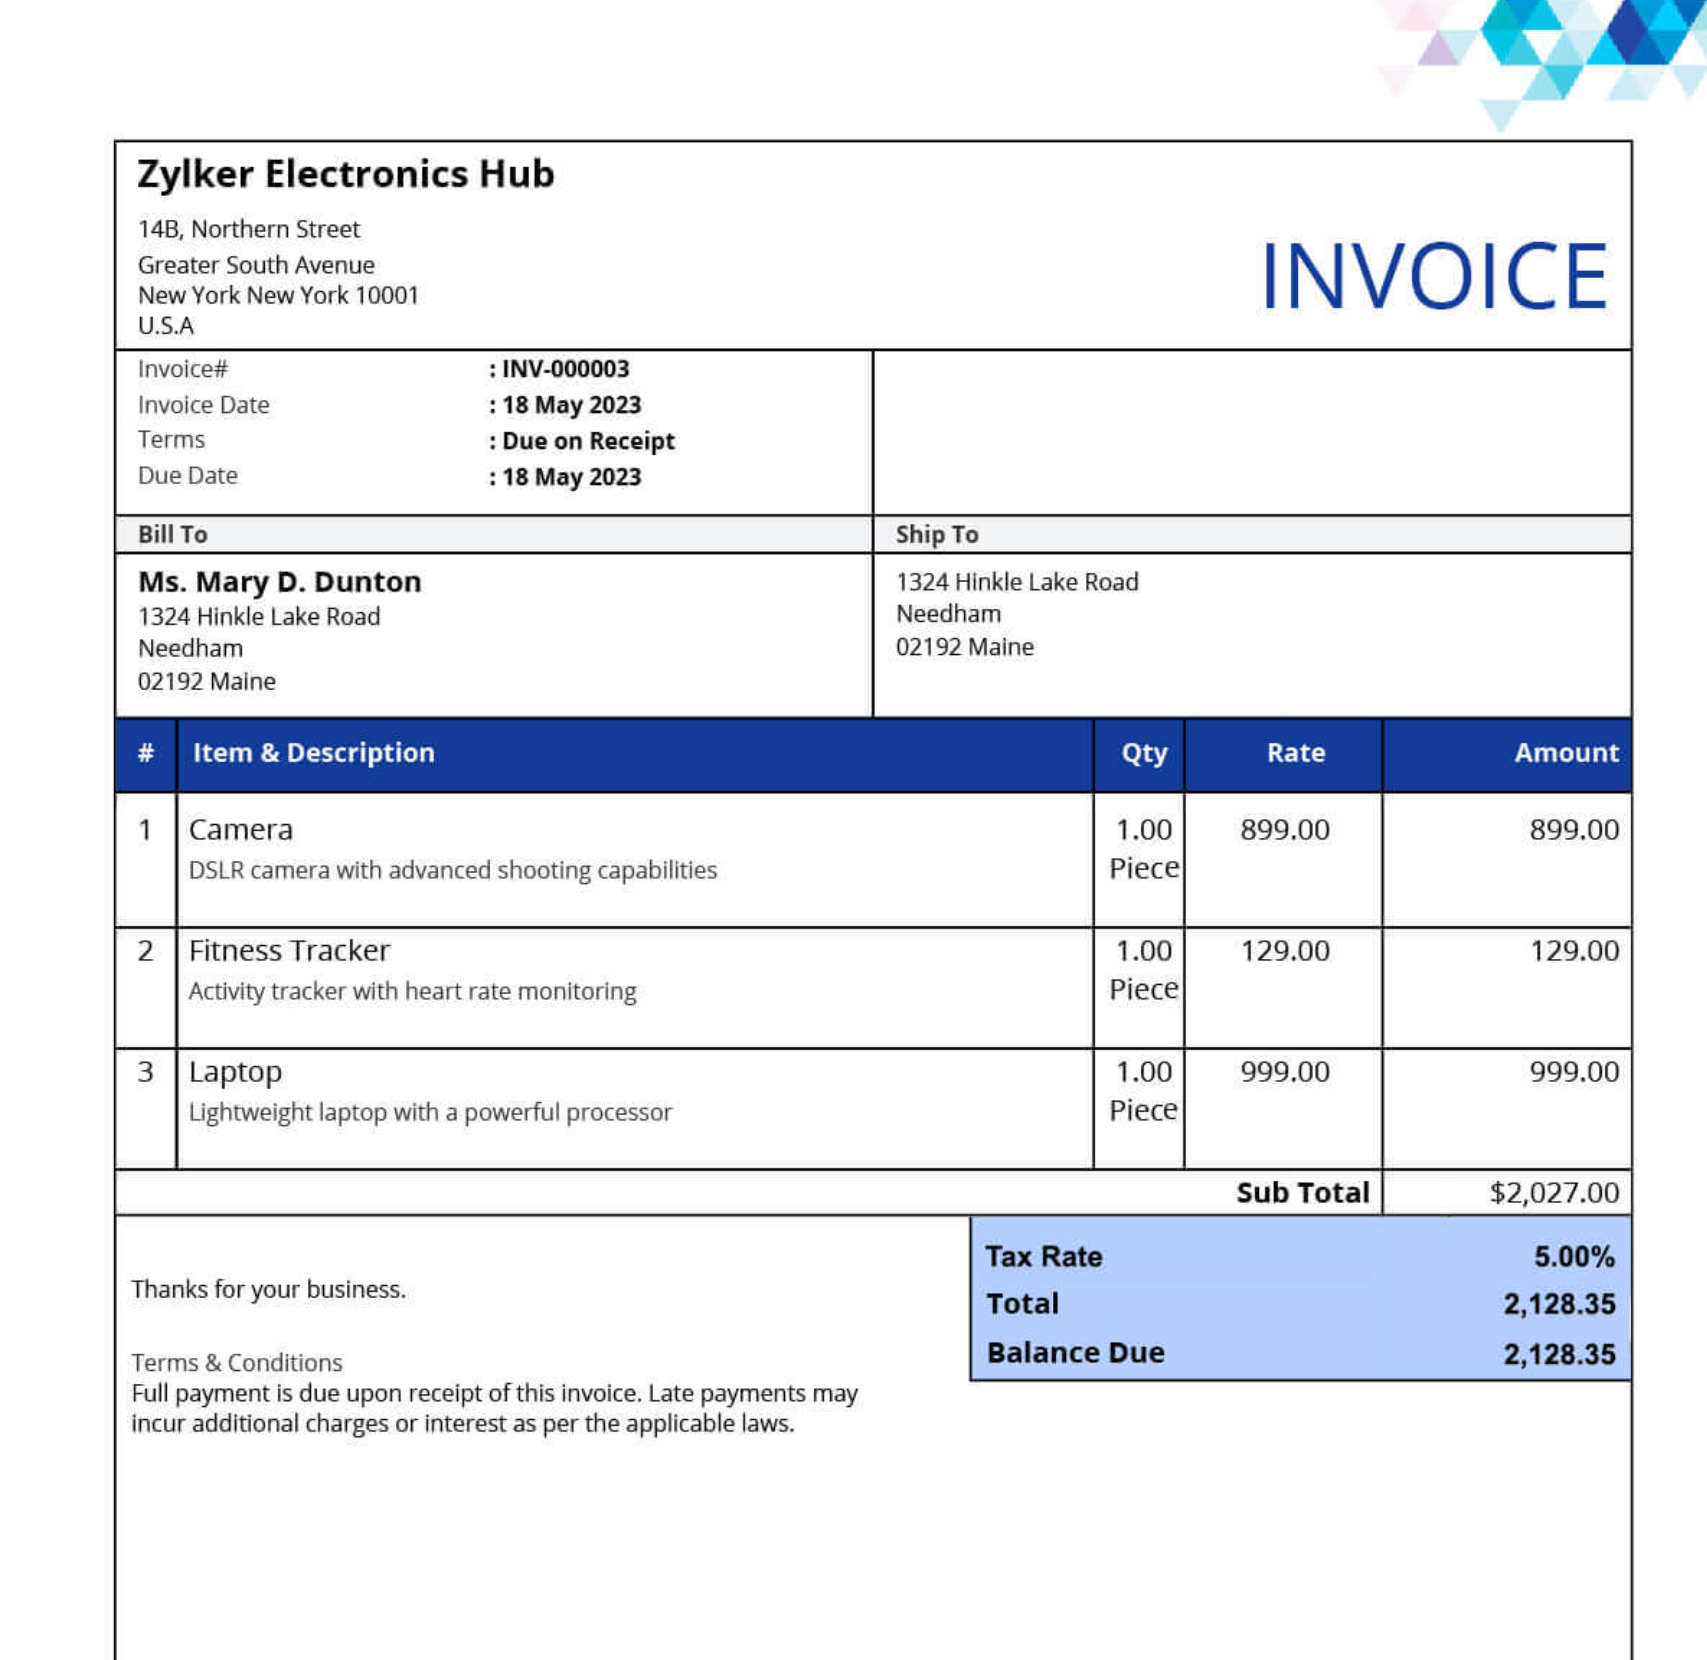 Zylker Electronics Hub
14B, Northern Street
Greater South Avenue
New York New York 10001
U.S.A
INVOICE
Invoice# : INV-000003
Invoice Date : 18 May 2023
Terms : Due on Receipt
Due Date : 18 May 2023
Bill To
Ms. Mary D. Dunton
1324 Hinkle Lake Road
Needham
02192 Maine
Ship To
1324 Hinkle Lake Road
Needham
02192 Maine
# Item & Description Qty Rate Amount
1 Camera 1.00 899.00 899.00
DSLR camera with advanced shooting capabilities Piece
2 Fitness Tracker 1.00 129.00 129.00
Activity tracker with heart rate monitoring Piece
3 Laptop 1.00 999.00 999.00
Lightweight laptop with a powerful processor Piece
Sub Total $2,027.00
Tax Rate 5.00%
Total 2,128.35
Balance Due 2,128.35
Thanks for your business.
Terms & Conditions
Full payment is due upon receipt of this invoice. Late payments may
incur additional charges or interest as per the applicable laws.